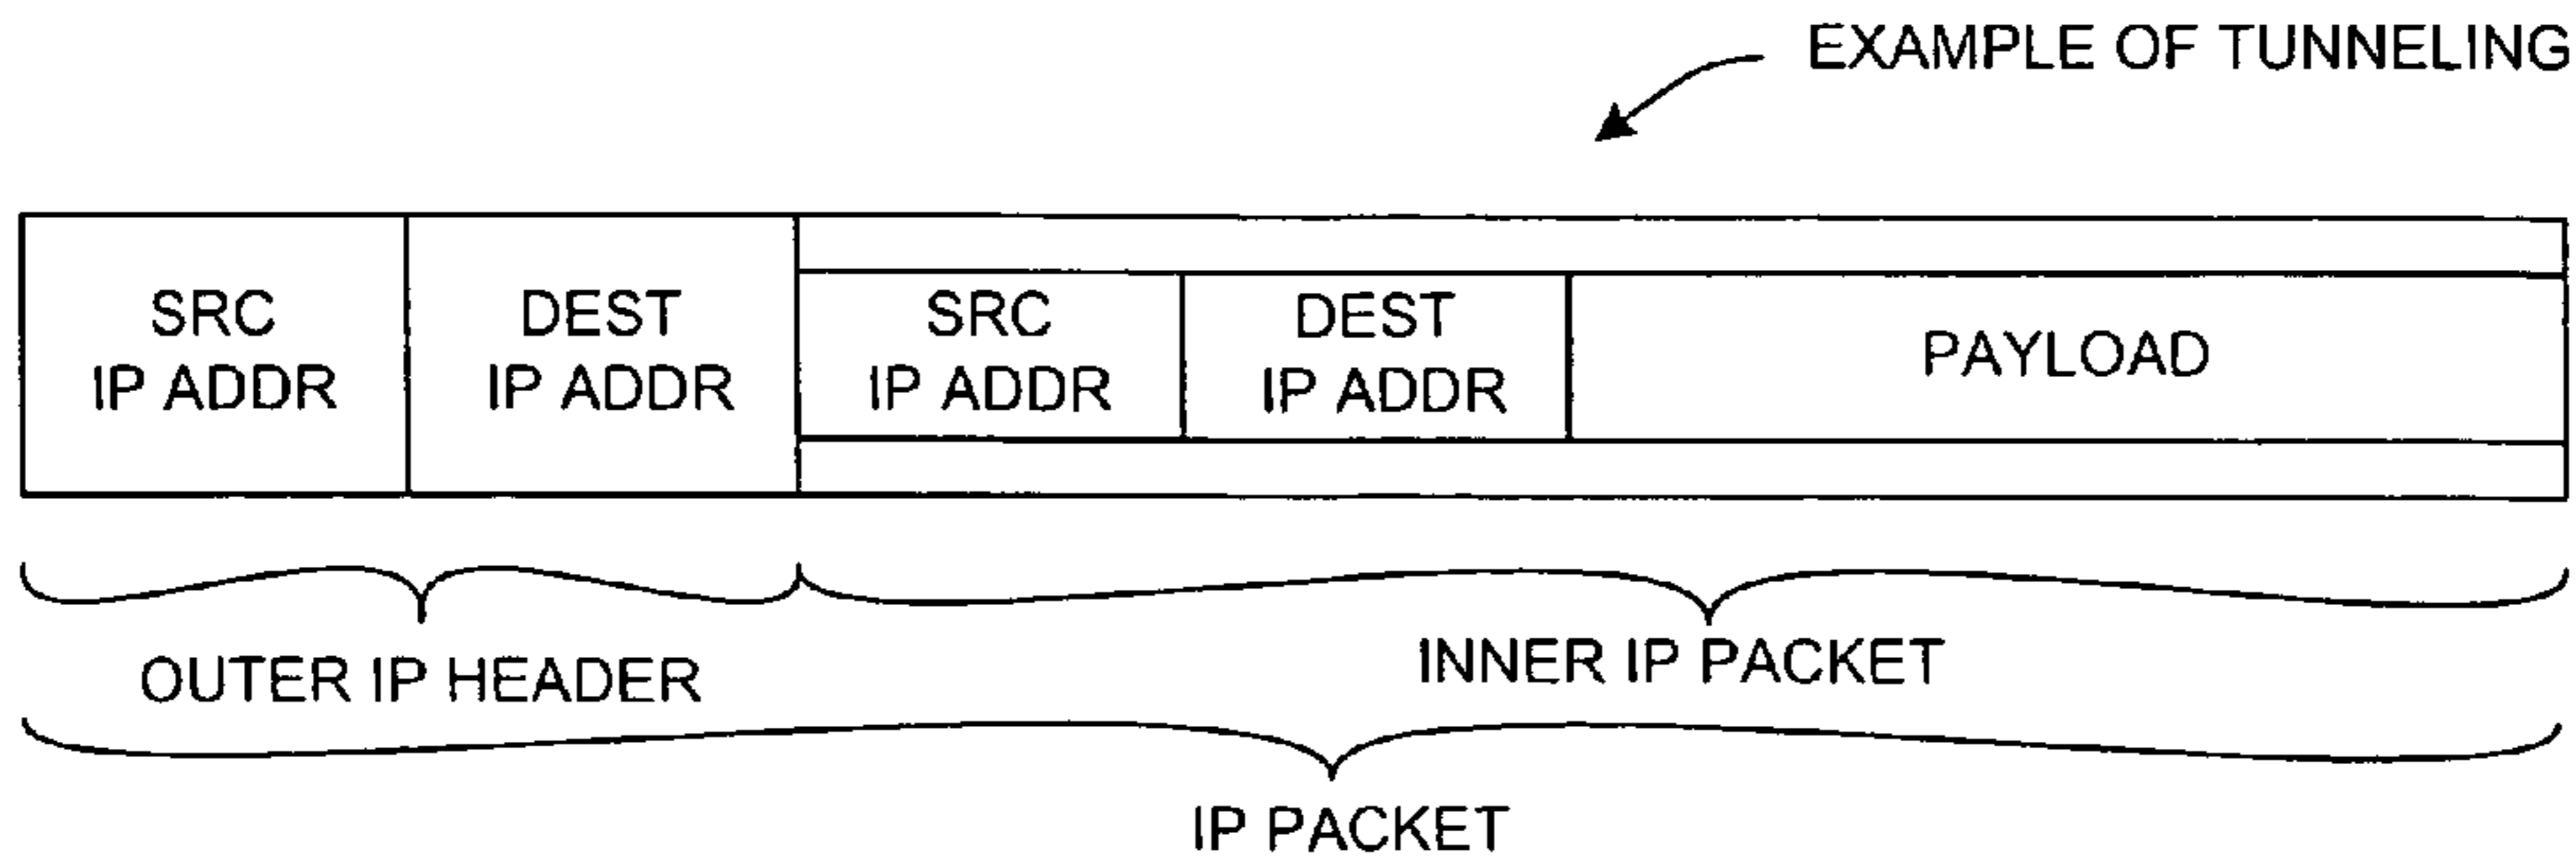 EXAMPLE OF TUNNELING
SRC
IP ADDR
DEST
IP ADDR
SRC
IP ADDR
DEST
IP ADDR
PAYLOAD
OUTER IP HEADER
INNER IP PACKET
IP PACKET